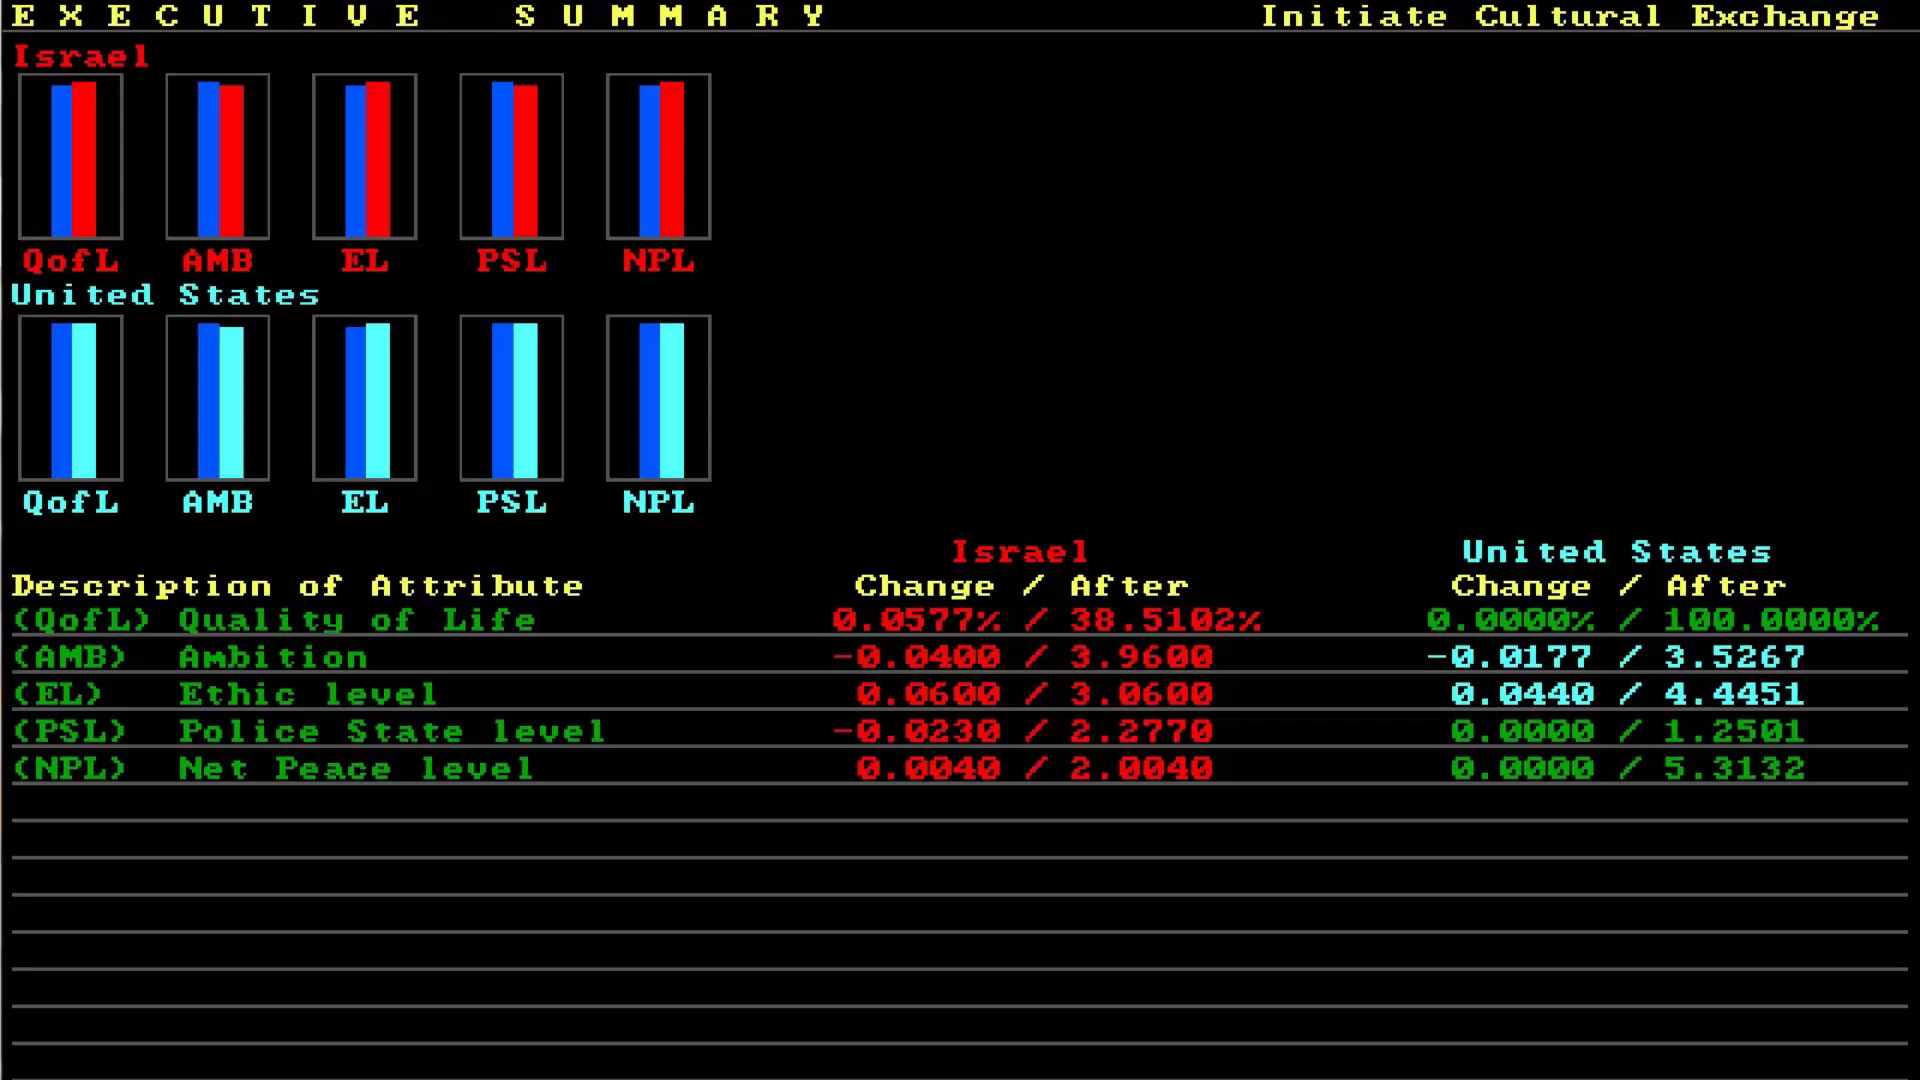 EXECUTIVE SUMMARY Initiate Cultural Exchange
Israel
QofL AMB EL PSL NPL
United States
QofL AMB EL PSL NPL
Israel United States
Description of Attribute Change / After Change / After
(QofL) Quality of Life 0.0577% / 38.5102% 0.0000% / 100.0000%
(AMB) Ambition -0.0400 / 3.9600 -0.0177 / 3.5267
(EL) Ethic level 0.0600 / 3.0600 0.0440 / 4.4451
(PSL) Police State level -0.0230 / 2.2770 0.0000 / 1.2501
(NPL) Net Peace level 0.0040 / 2.0040 0.0000 / 5.3132